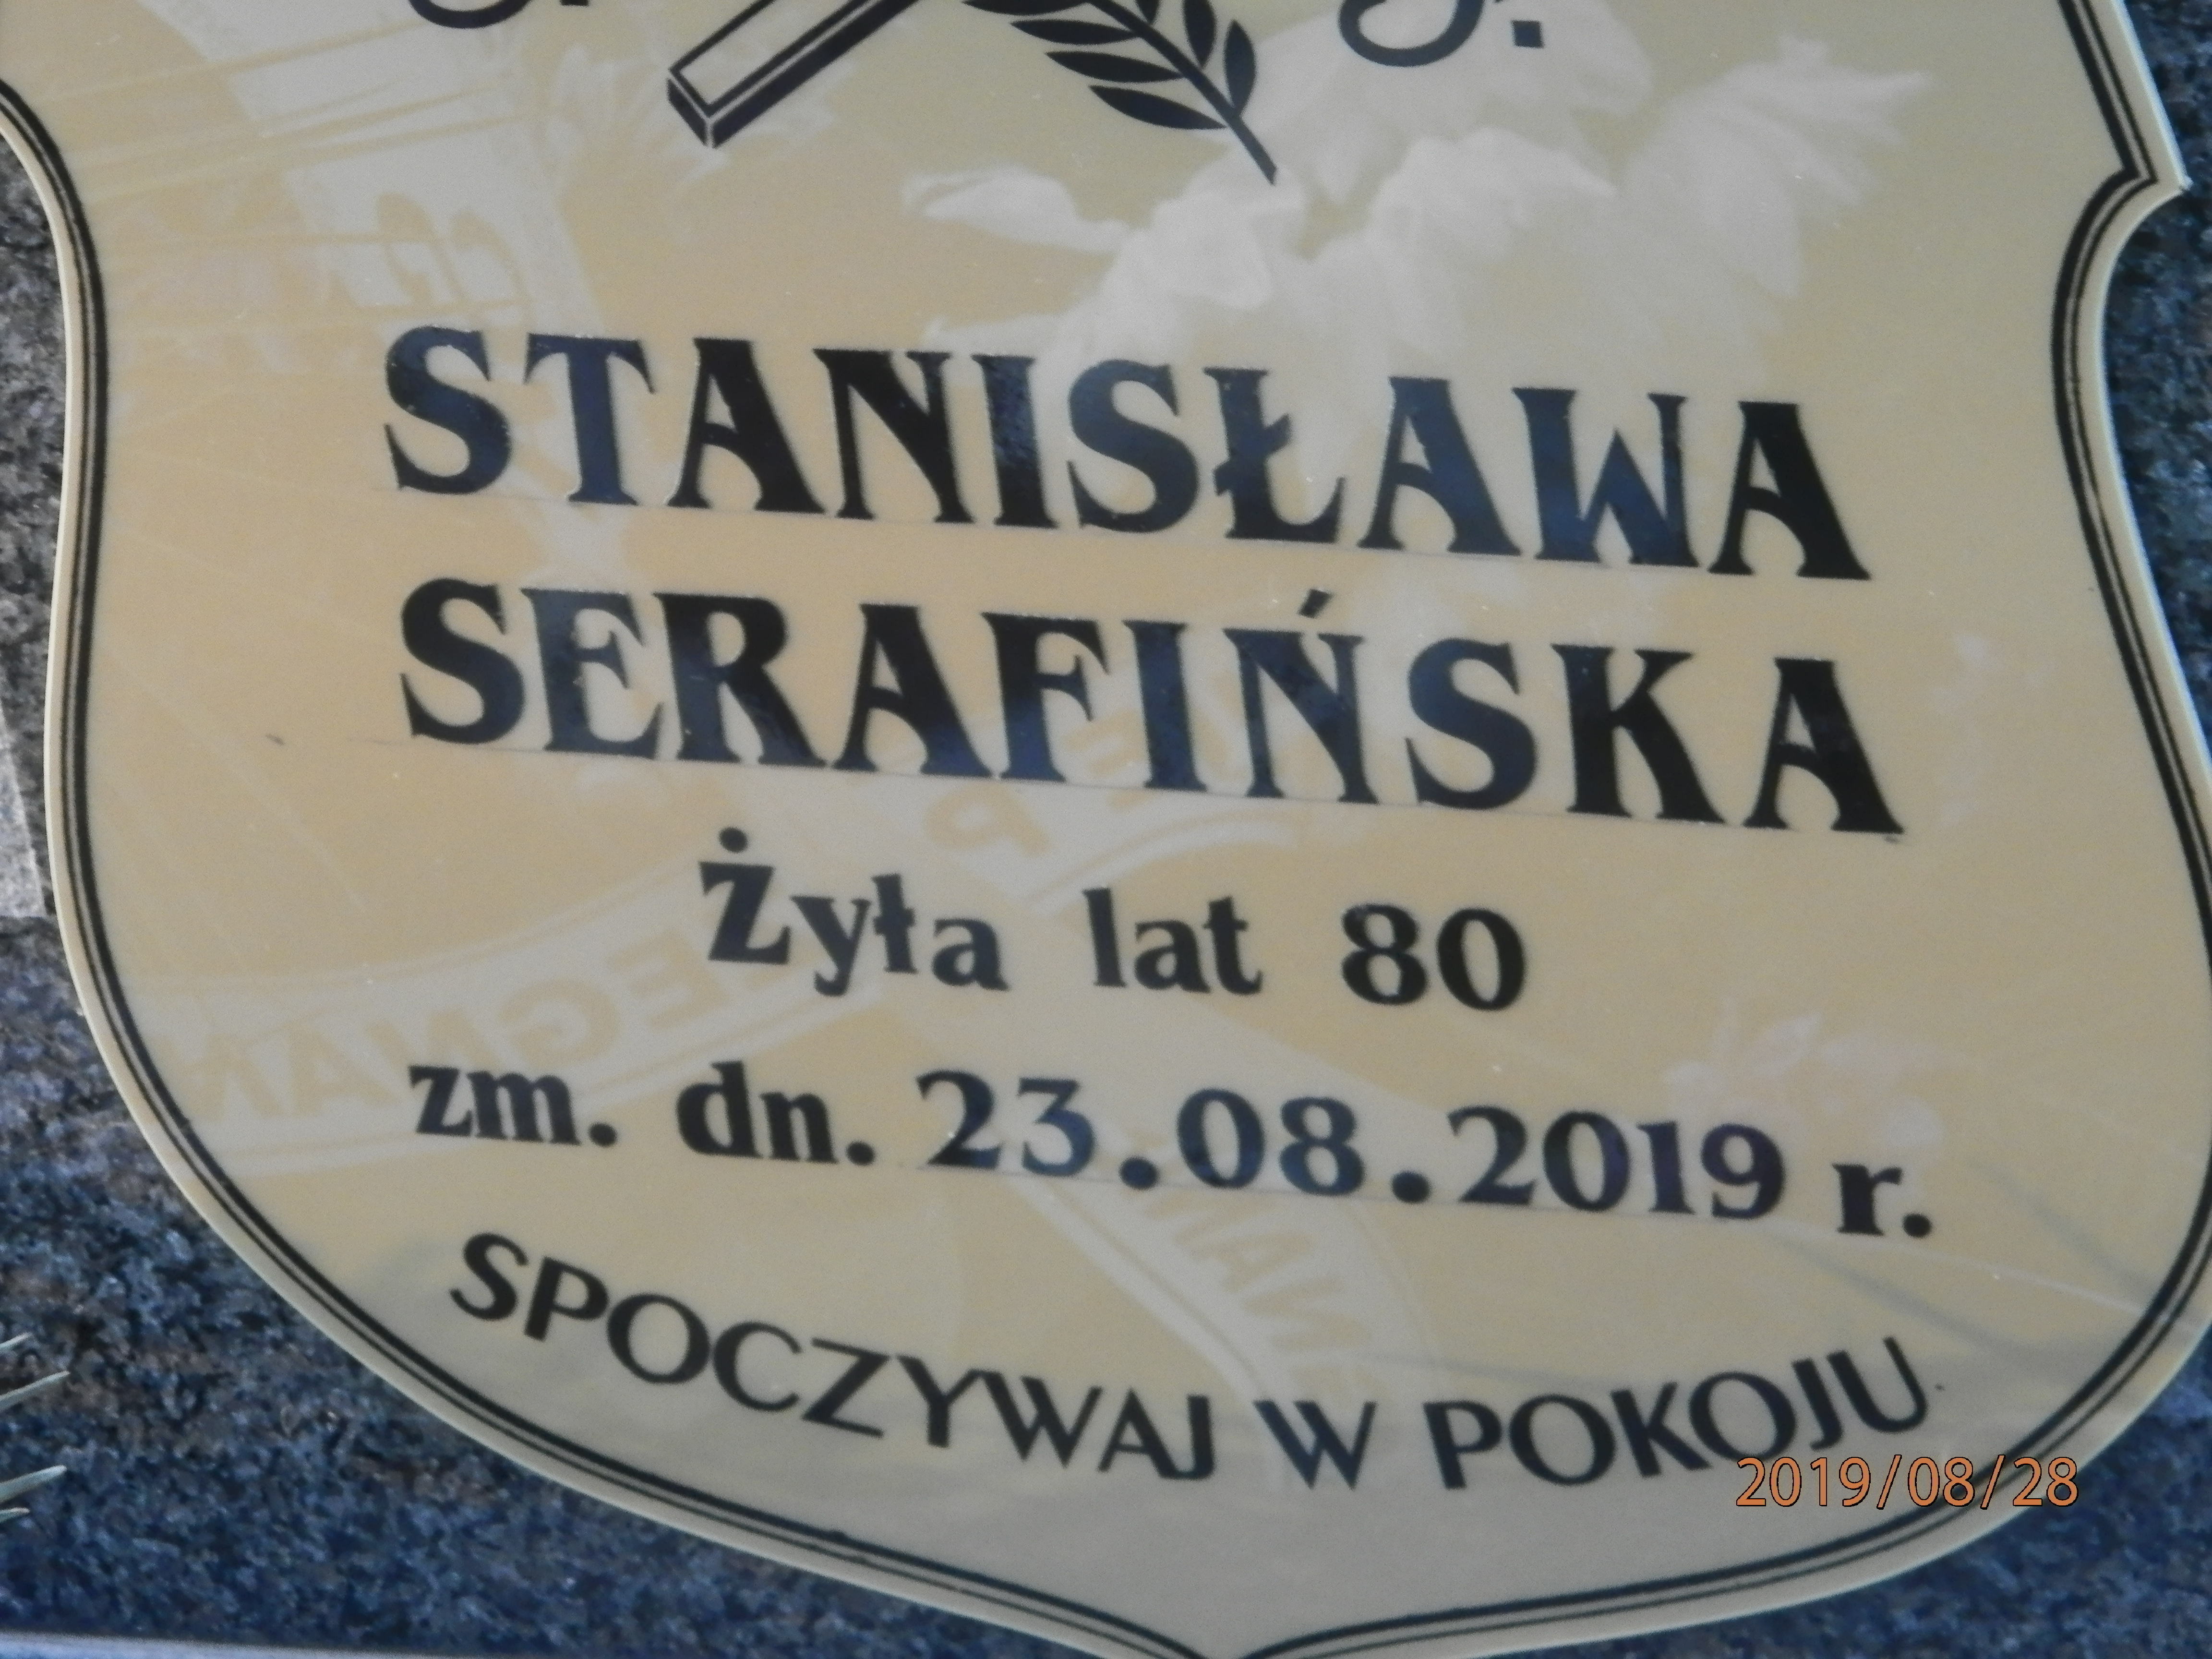 STANISŁAWA
SERAFIŃSKA
Żyła lat 80
zm. dn. 23.08.2019 r.
SPOCZYWAJ W POKOJU
2019/08/28